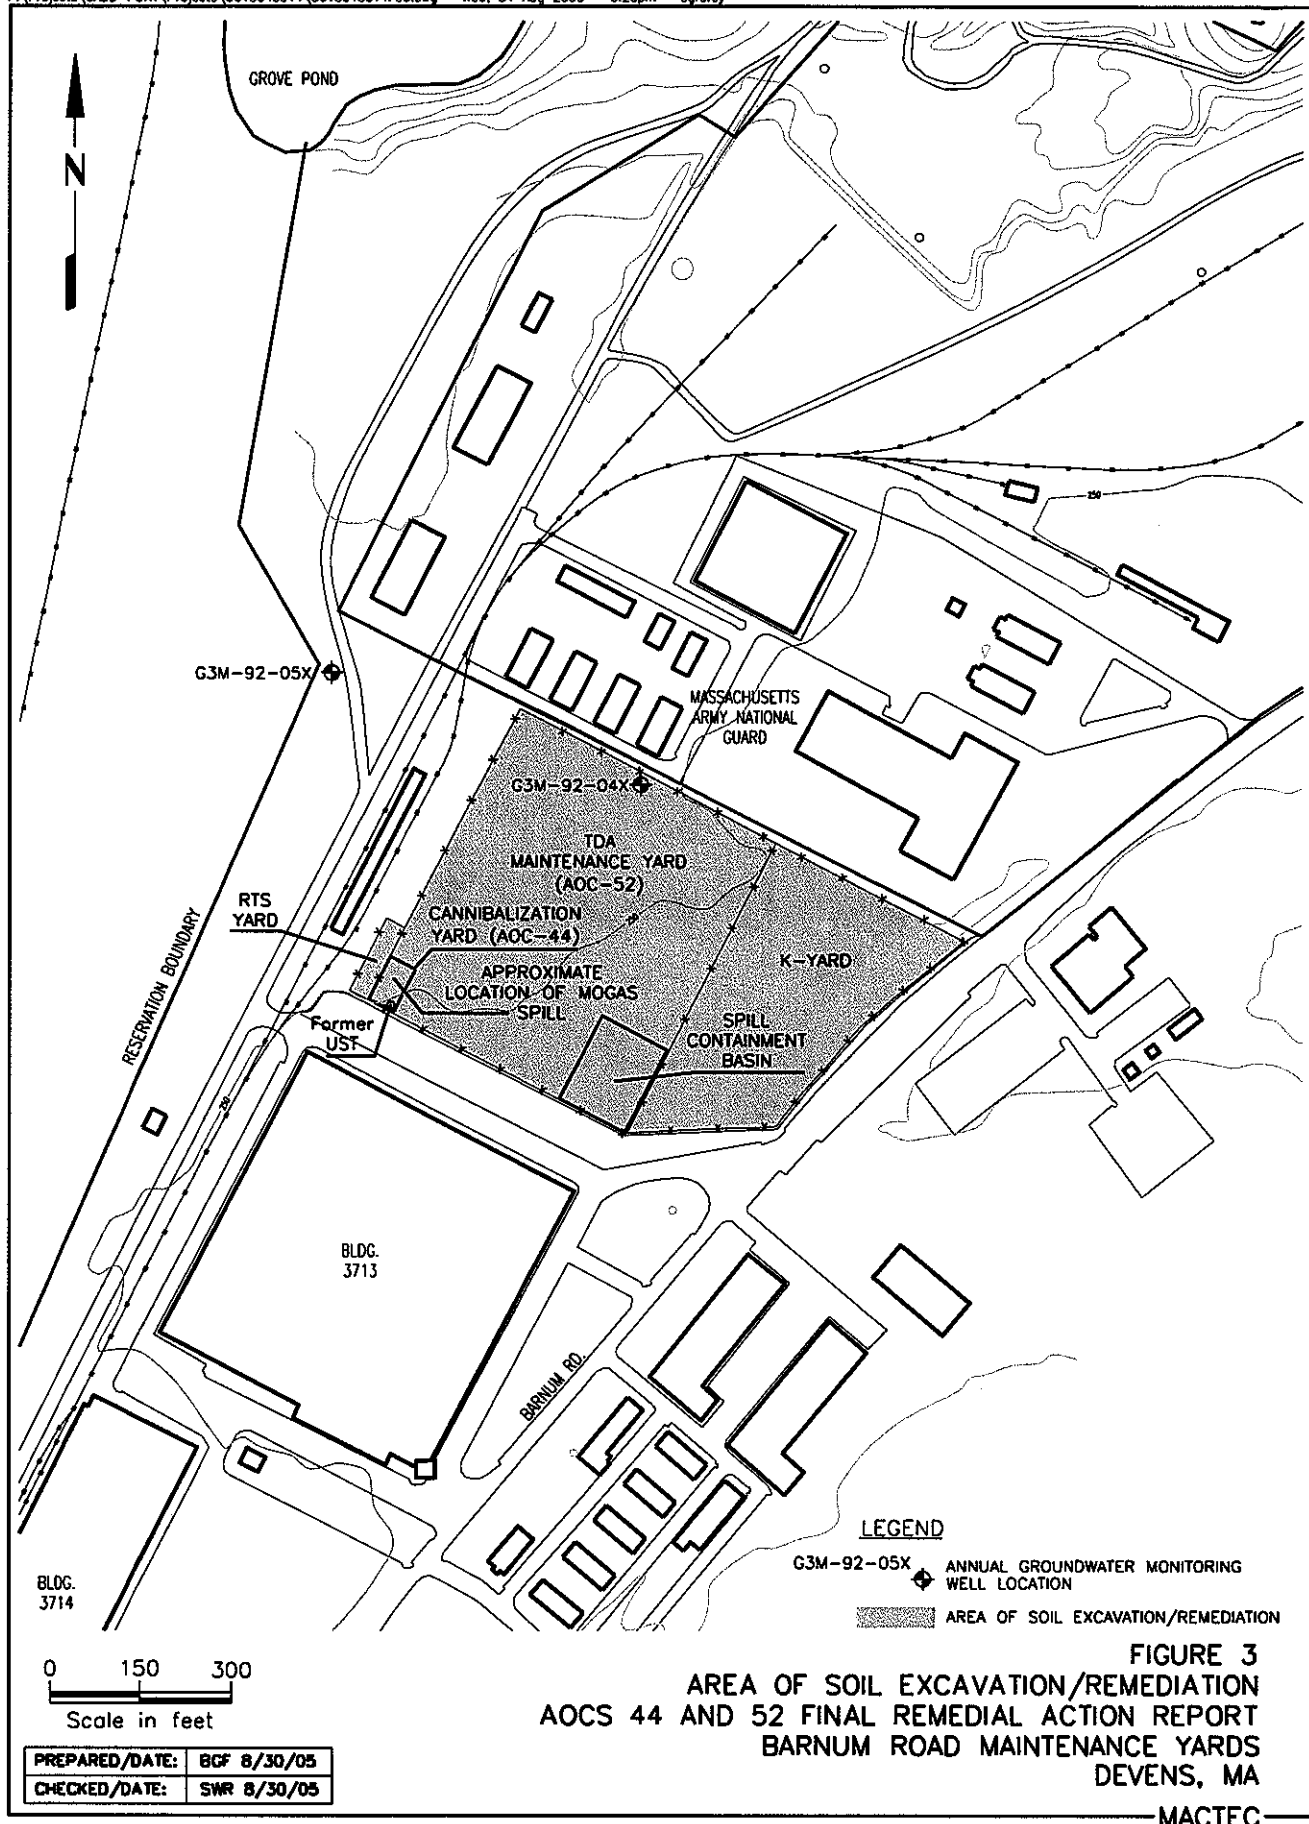 GROVE POND
N
250
G3M-92-05X
MASSACHUSETTS
ARMY NATIONAL
GUARD
G3M-92-04X
TDA
MAINTENANCE YARD
(AOC-52)
RTS
YARD
CANNIBALIZATION
YARD (AOC-44)
K-YARD
APPROXIMATE
LOCATION OF MOGAS
SPILL
RESERVATION BOUNDARY
Former
UST
SPILL
CONTAINMENT
BASIN
250
BLDG.
3713
BARNUM RD.
BLDG.
3714
LEGEND
G3M-92-05X ANNUAL GROUNDWATER MONITORING
WELL LOCATION
AREA OF SOIL EXCAVATION/REMEDIATION
0 150 300
Scale in feet
FIGURE 3
AREA OF SOIL EXCAVATION/REMEDIATION
AOCS 44 AND 52 FINAL REMEDIAL ACTION REPORT
BARNUM ROAD MAINTENANCE YARDS
DEVENS, MA
PREPARED/DATE: BGF 8/30/05
CHECKED/DATE: SWR 8/30/05
MACTEC